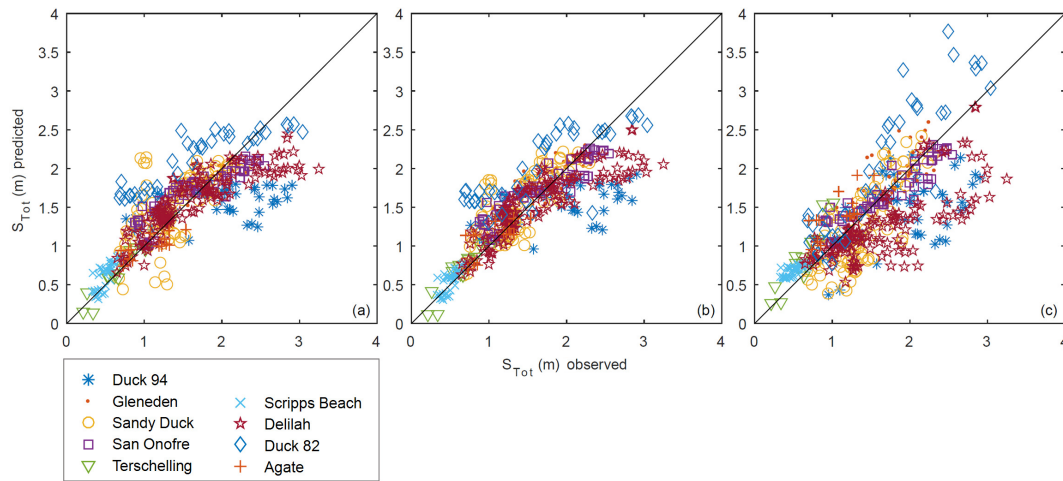 4
3.5
3
2.5
2
1.5
1
0.5
0
S_Tot (m) predicted
0 1 2 3 4
(a)
4
3.5
3
2.5
2
1.5
1
0.5
0
0 1 2 3 4
(b)
4
3.5
3
2.5
2
1.5
1
0.5
0
0 1 2 3 4
(c)
S_Tot (m) observed
Duck 94
Gleneden
Sandy Duck
San Onofre
Terschelling
Scripps Beach
Delilah
Duck 82
Agate